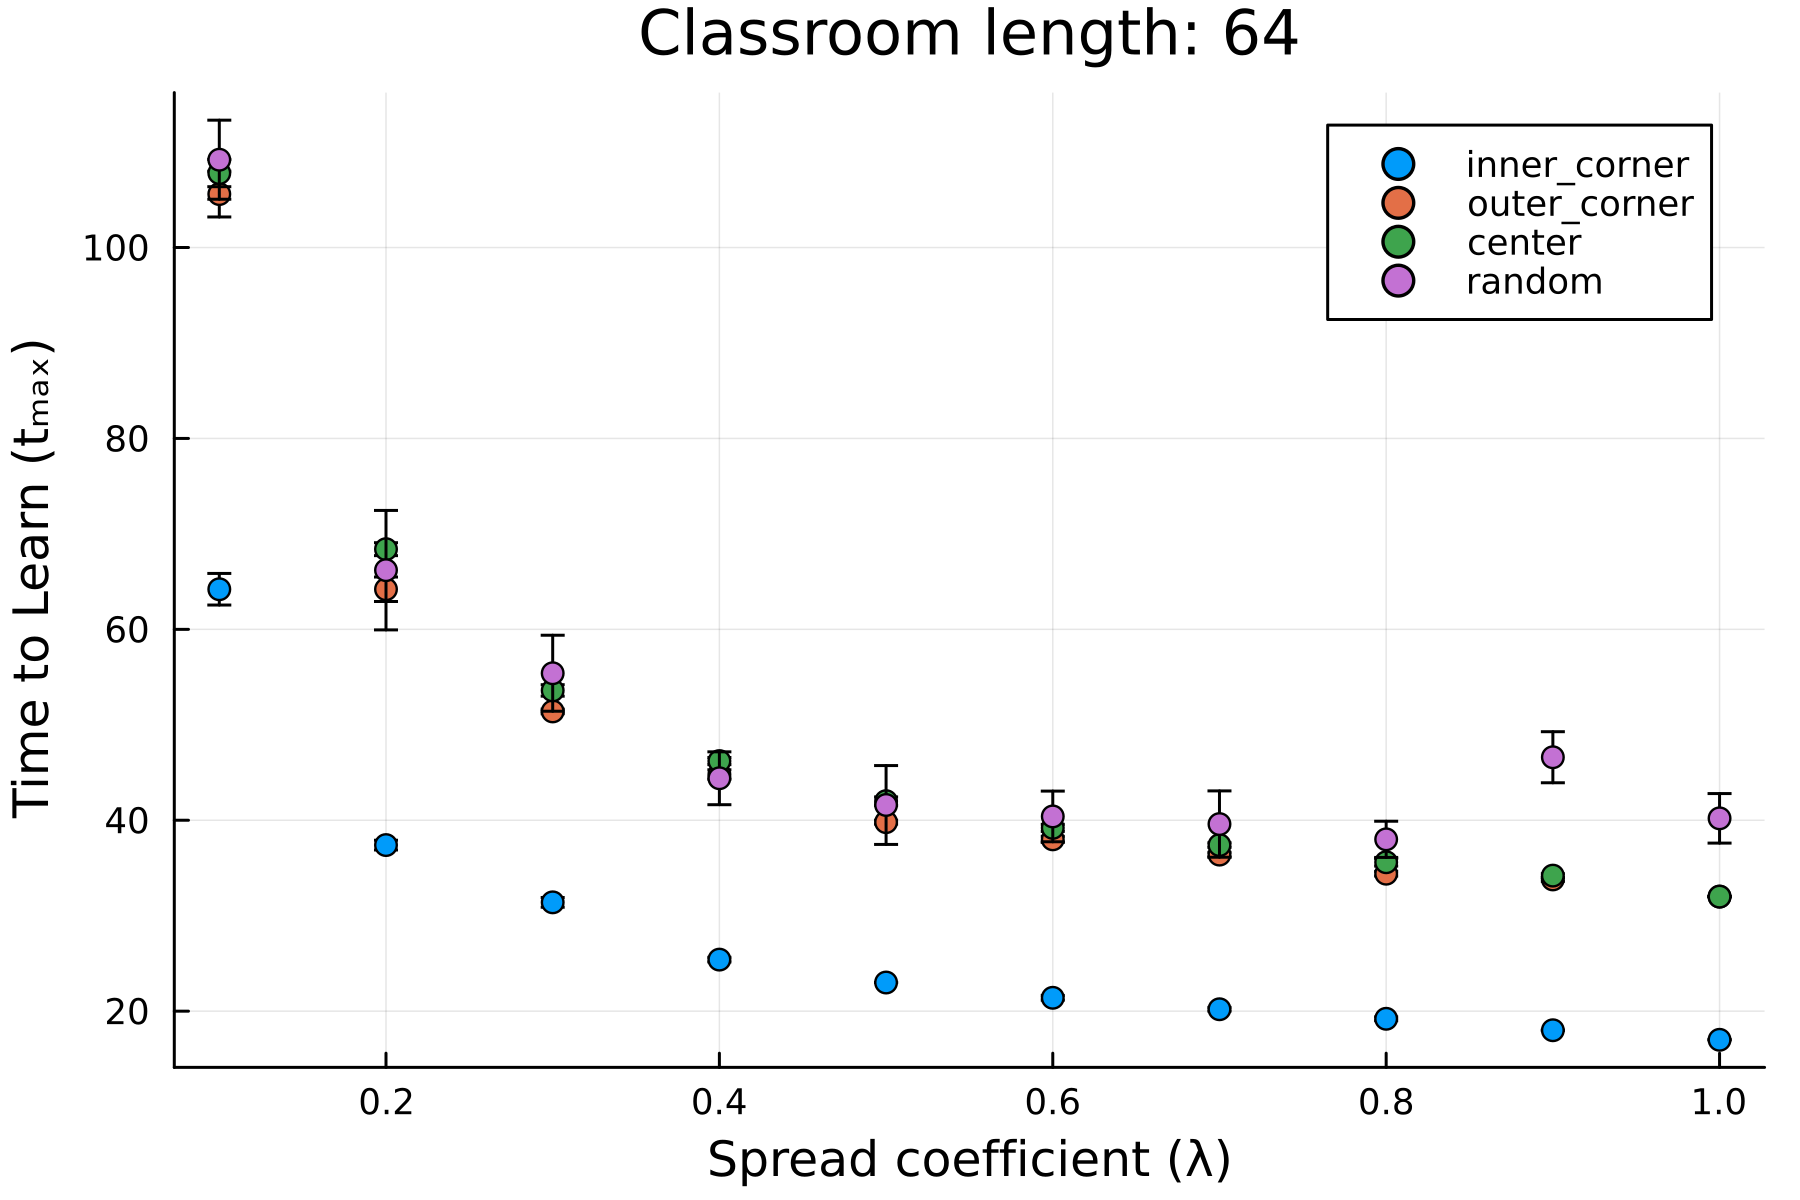 Classroom length: 64
inner_corner
outer_corner
center
random
Time to Learn (tₘₐₓ)
100
80
60
40
20
0.2 0.4 0.6 0.8 1.0
Spread coefficient (λ)